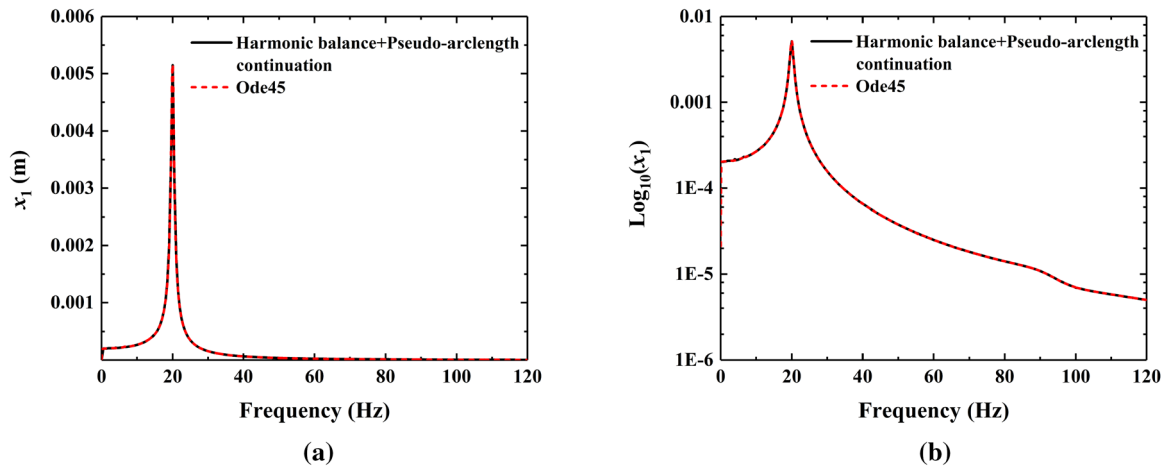 0.006
0.005
0.004
0.003
0.002
0.001
x1 (m)
Harmonic balance+Pseudo-arclength
continuation
Ode45
0 20 40 60 80 100 120
Frequency (Hz)
(a)
0.01
0.001
1E-4
1E-5
1E-6
Log10(x1)
Harmonic balance+Pseudo-arclength
continuation
Ode45
0 20 40 60 80 100 120
Frequency (Hz)
(b)